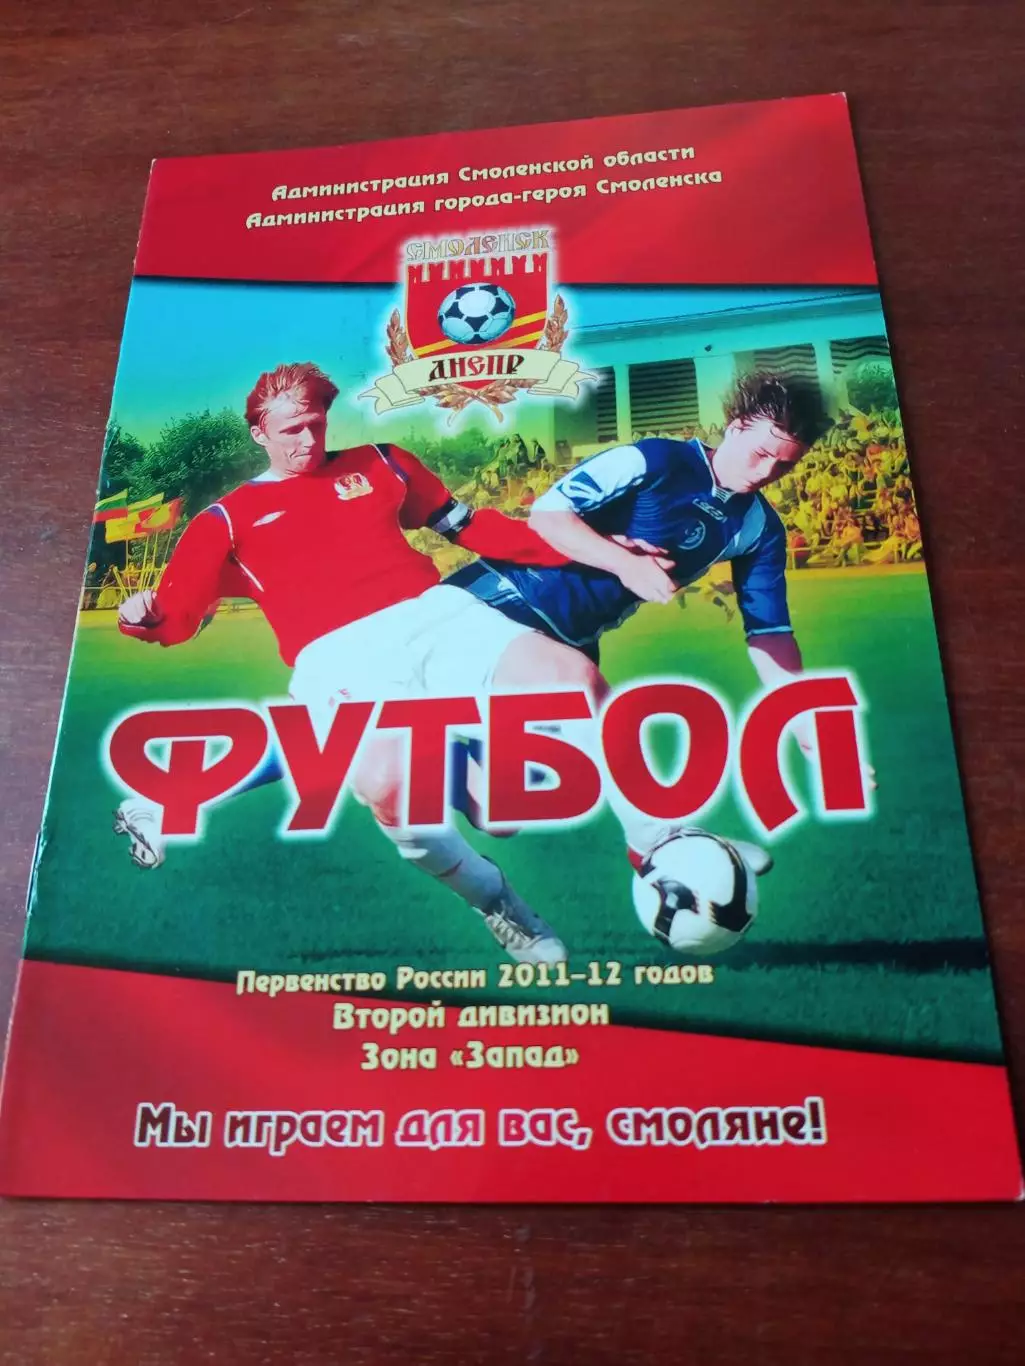 Администрация Смоленской области
Администрация города-героя Смоленска
СМОЛЕНСК
ДНЕПР
ФУТБОЛ
Первенство России 2011–12 годов
Второй дивизион
Зона «Запад»
Мы играем для вас, смоляне!